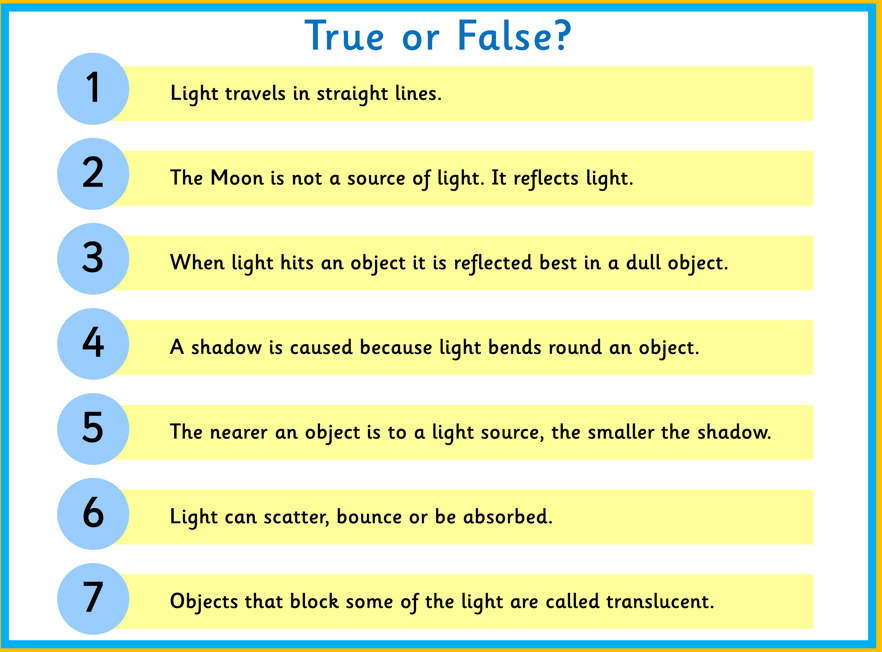 True or False?
1
Light travels in straight lines.
2
The Moon is not a source of light. It reflects light.
3
When light hits an object it is reflected best in a dull object.
4
A shadow is caused because light bends round an object.
5
The nearer an object is to a light source, the smaller the shadow.
6
Light can scatter, bounce or be absorbed.
7
Objects that block some of the light are called translucent.